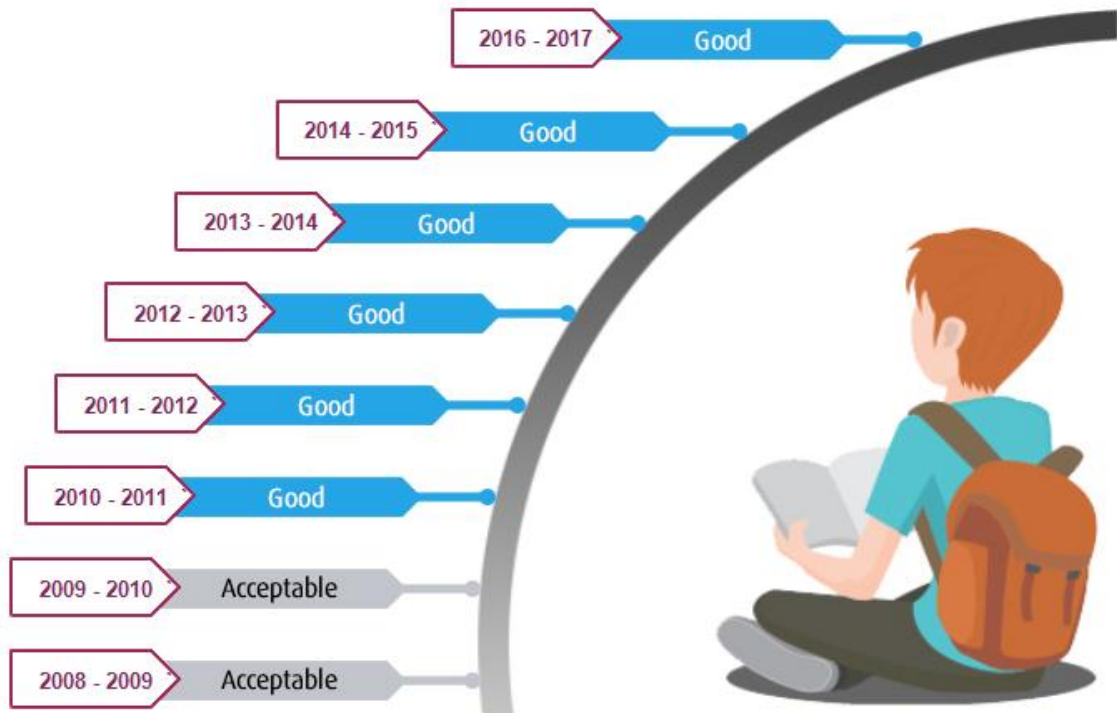 2016 - 2017 Good
2014 - 2015 Good
2013 - 2014 Good
2012 - 2013 Good
2011 - 2012 Good
2010 - 2011 Good
2009 - 2010 Acceptable
2008 - 2009 Acceptable